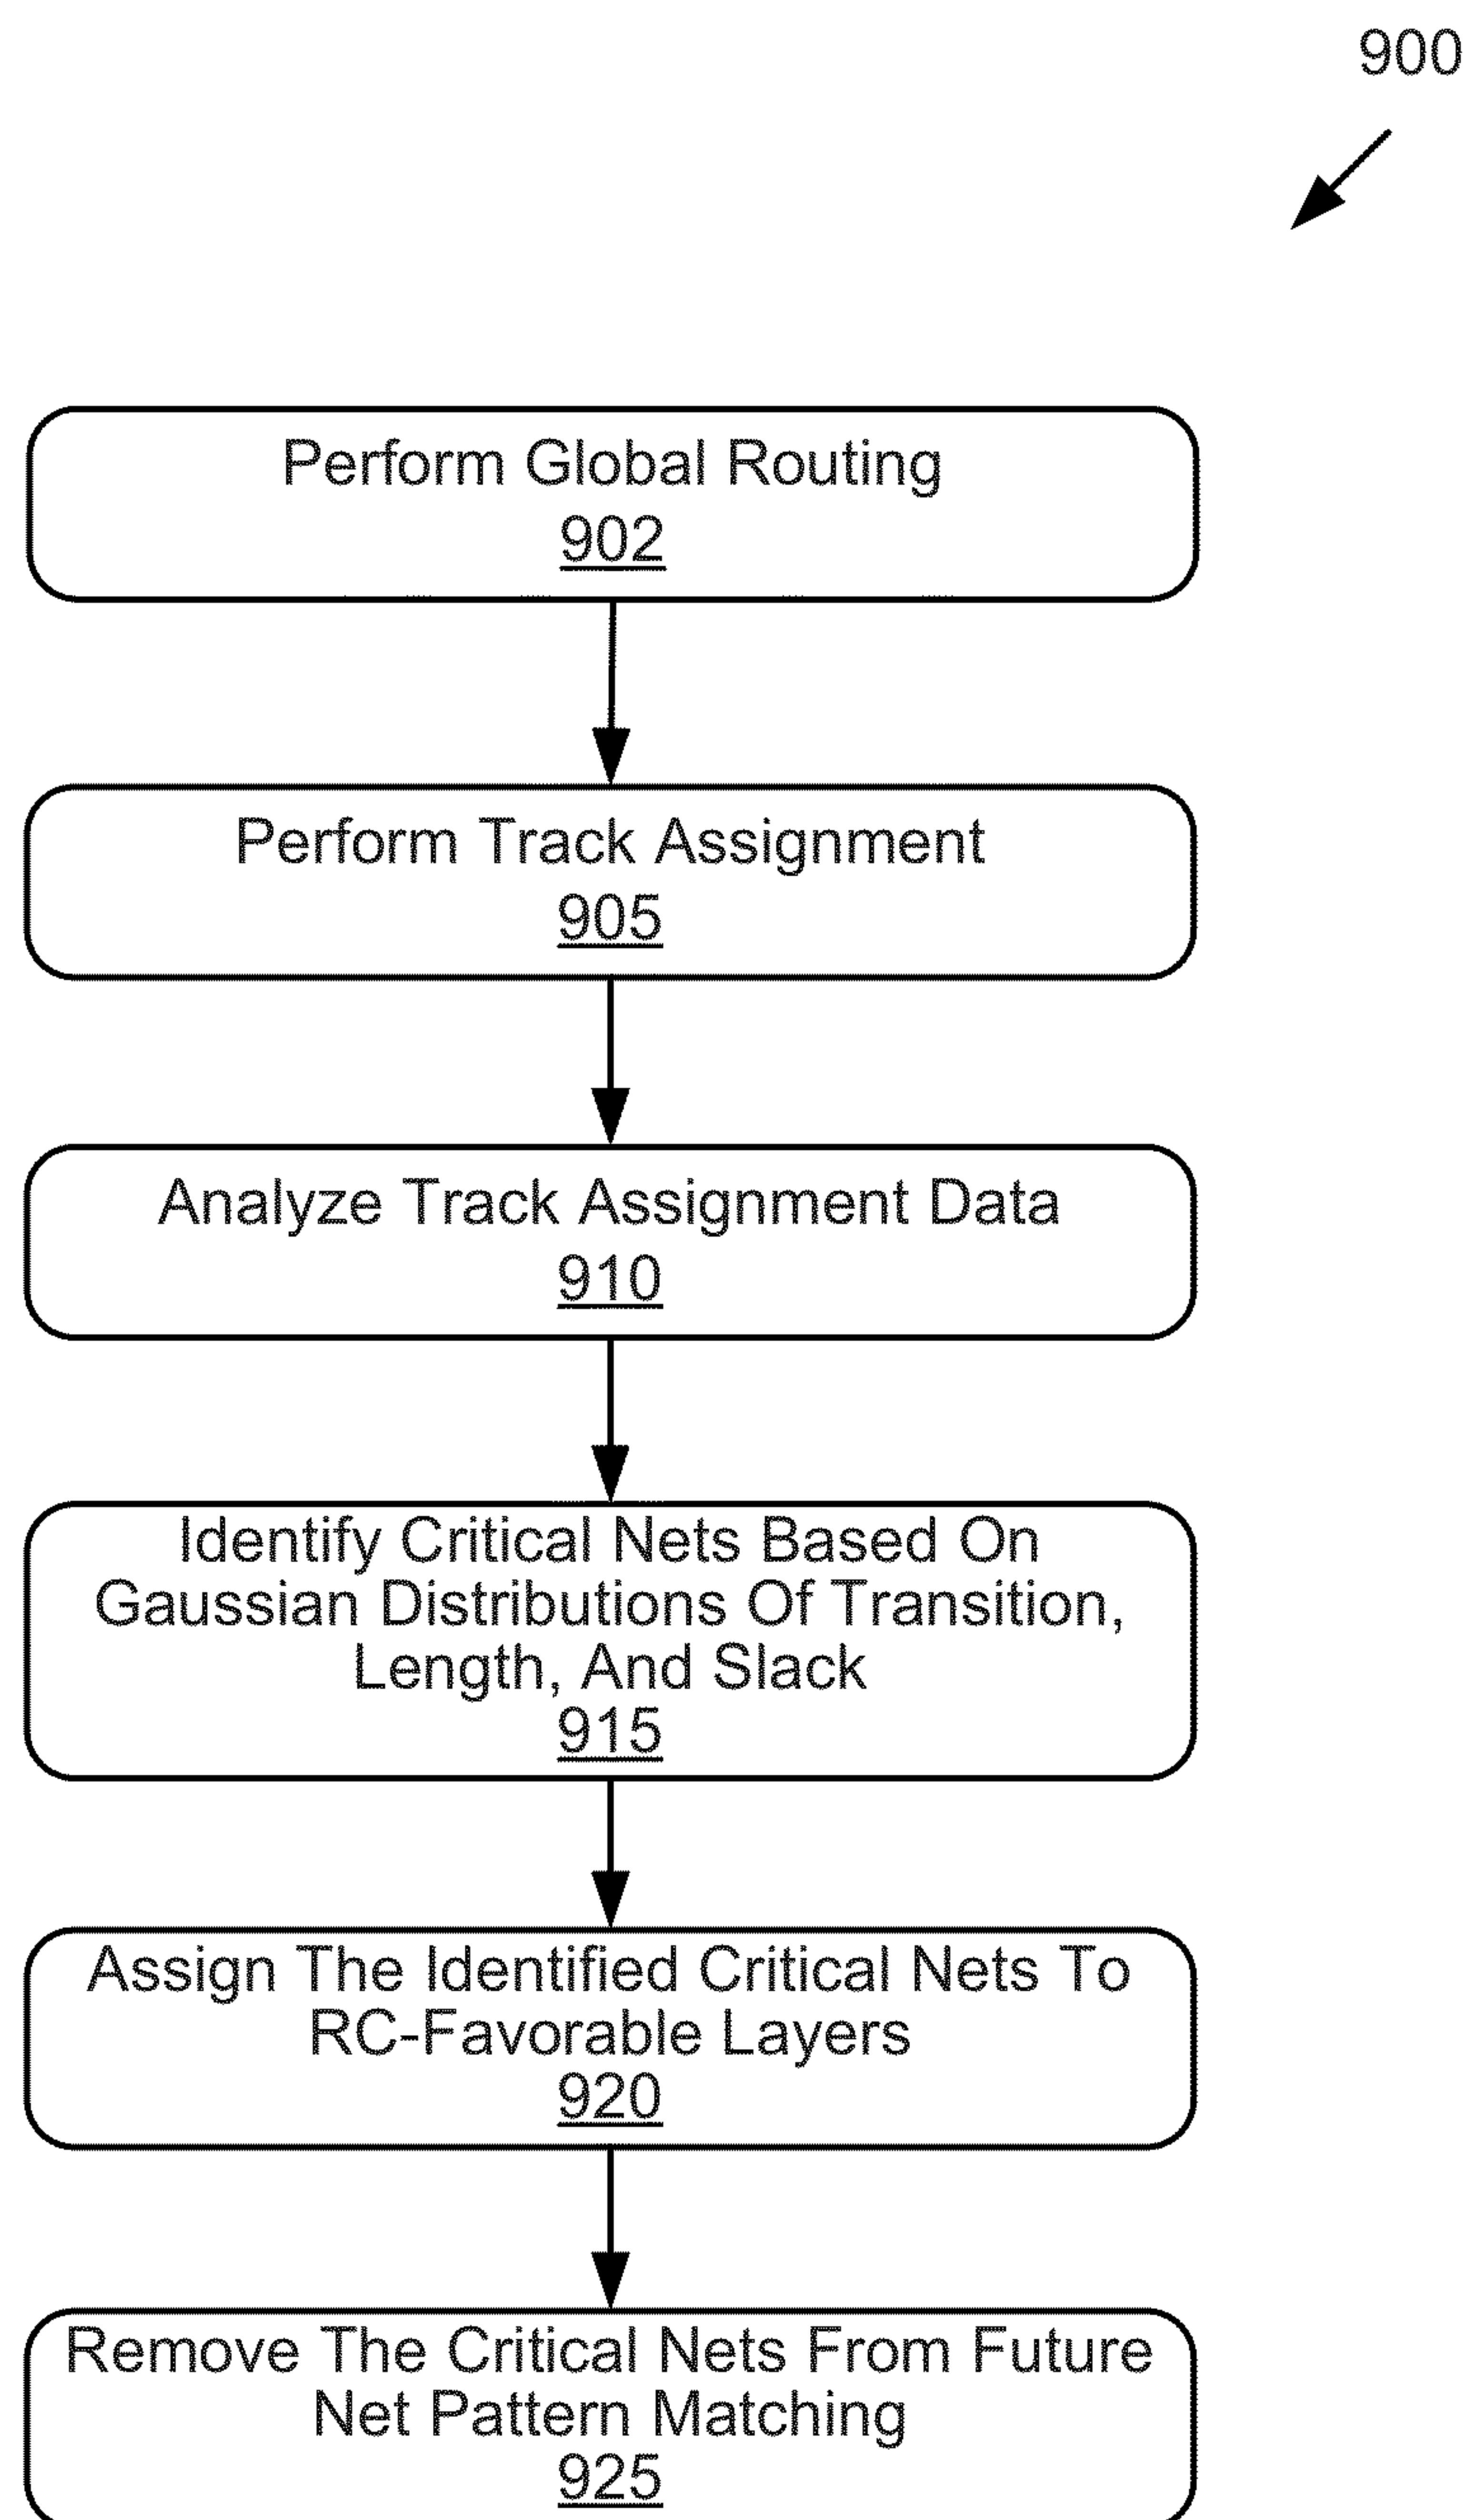 900
Perform Global Routing
902
Perform Track Assignment
905
Analyze Track Assignment Data
910
Identify Critical Nets Based On
Gaussian Distributions Of Transition,
Length, And Slack
915
Assign The Identified Critical Nets To
RC-Favorable Layers
920
Remove The Critical Nets From Future
Net Pattern Matching
925